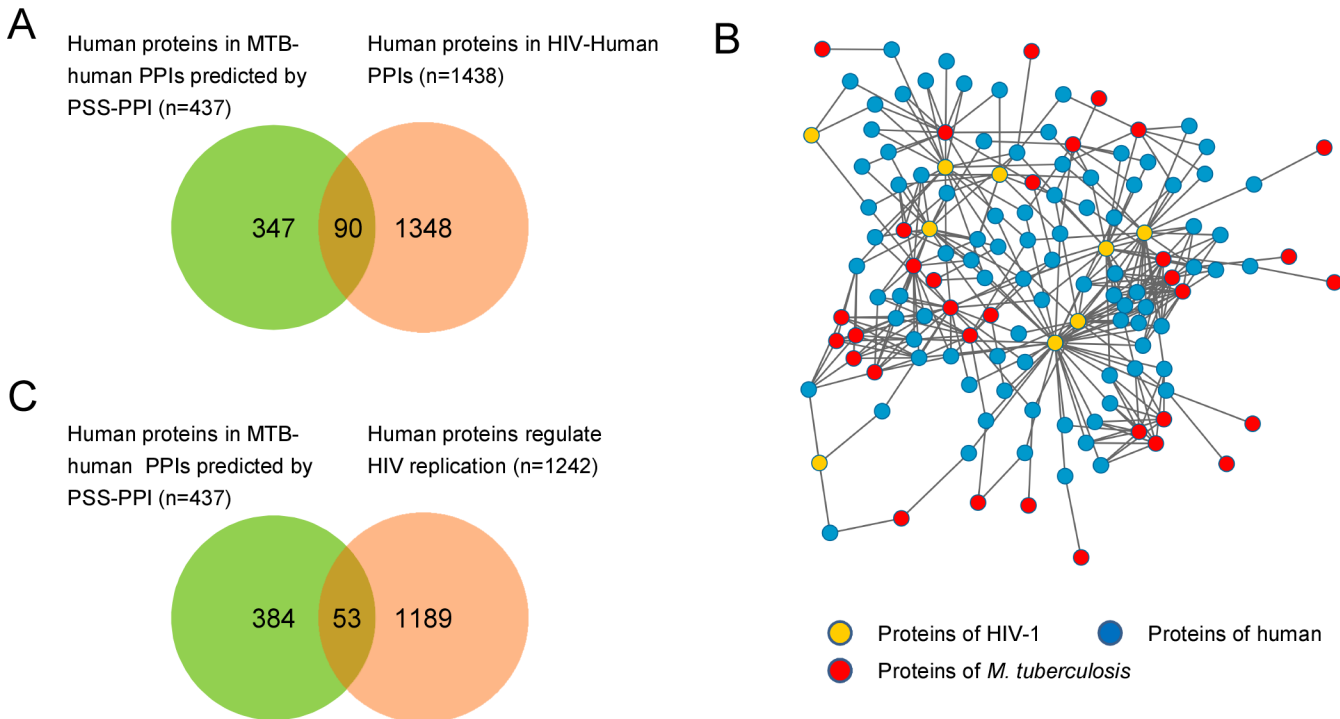 A
Human proteins in MTB-
human PPIs predicted by
PSS-PPI (n=437)
Human proteins in HIV-Human
PPIs (n=1438)
347
90
1348
B
C
Human proteins in MTB-
human PPIs predicted by
PSS-PPI (n=437)
Human proteins regulate
HIV replication (n=1242)
384
53
1189
Proteins of HIV-1
Proteins of human
Proteins of M. tuberculosis